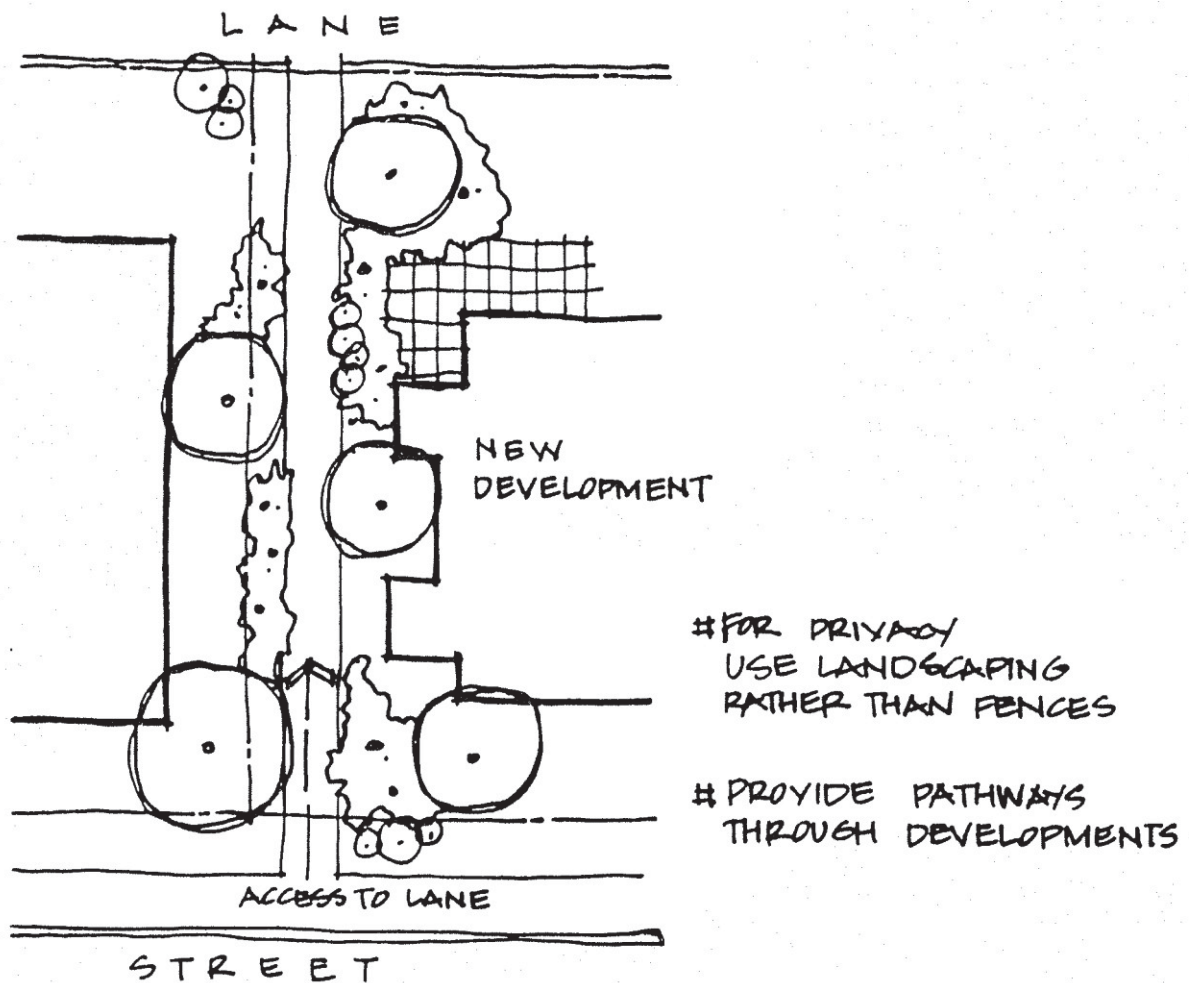 LANE
NEW
DEVELOPMENT
#FOR PRIVACY
USE LANDSCAPING
RATHER THAN FENCES
# PROVIDE PATHWAYS
THROUGH DEVELOPMENTS
ACCESS TO LANE
STREET